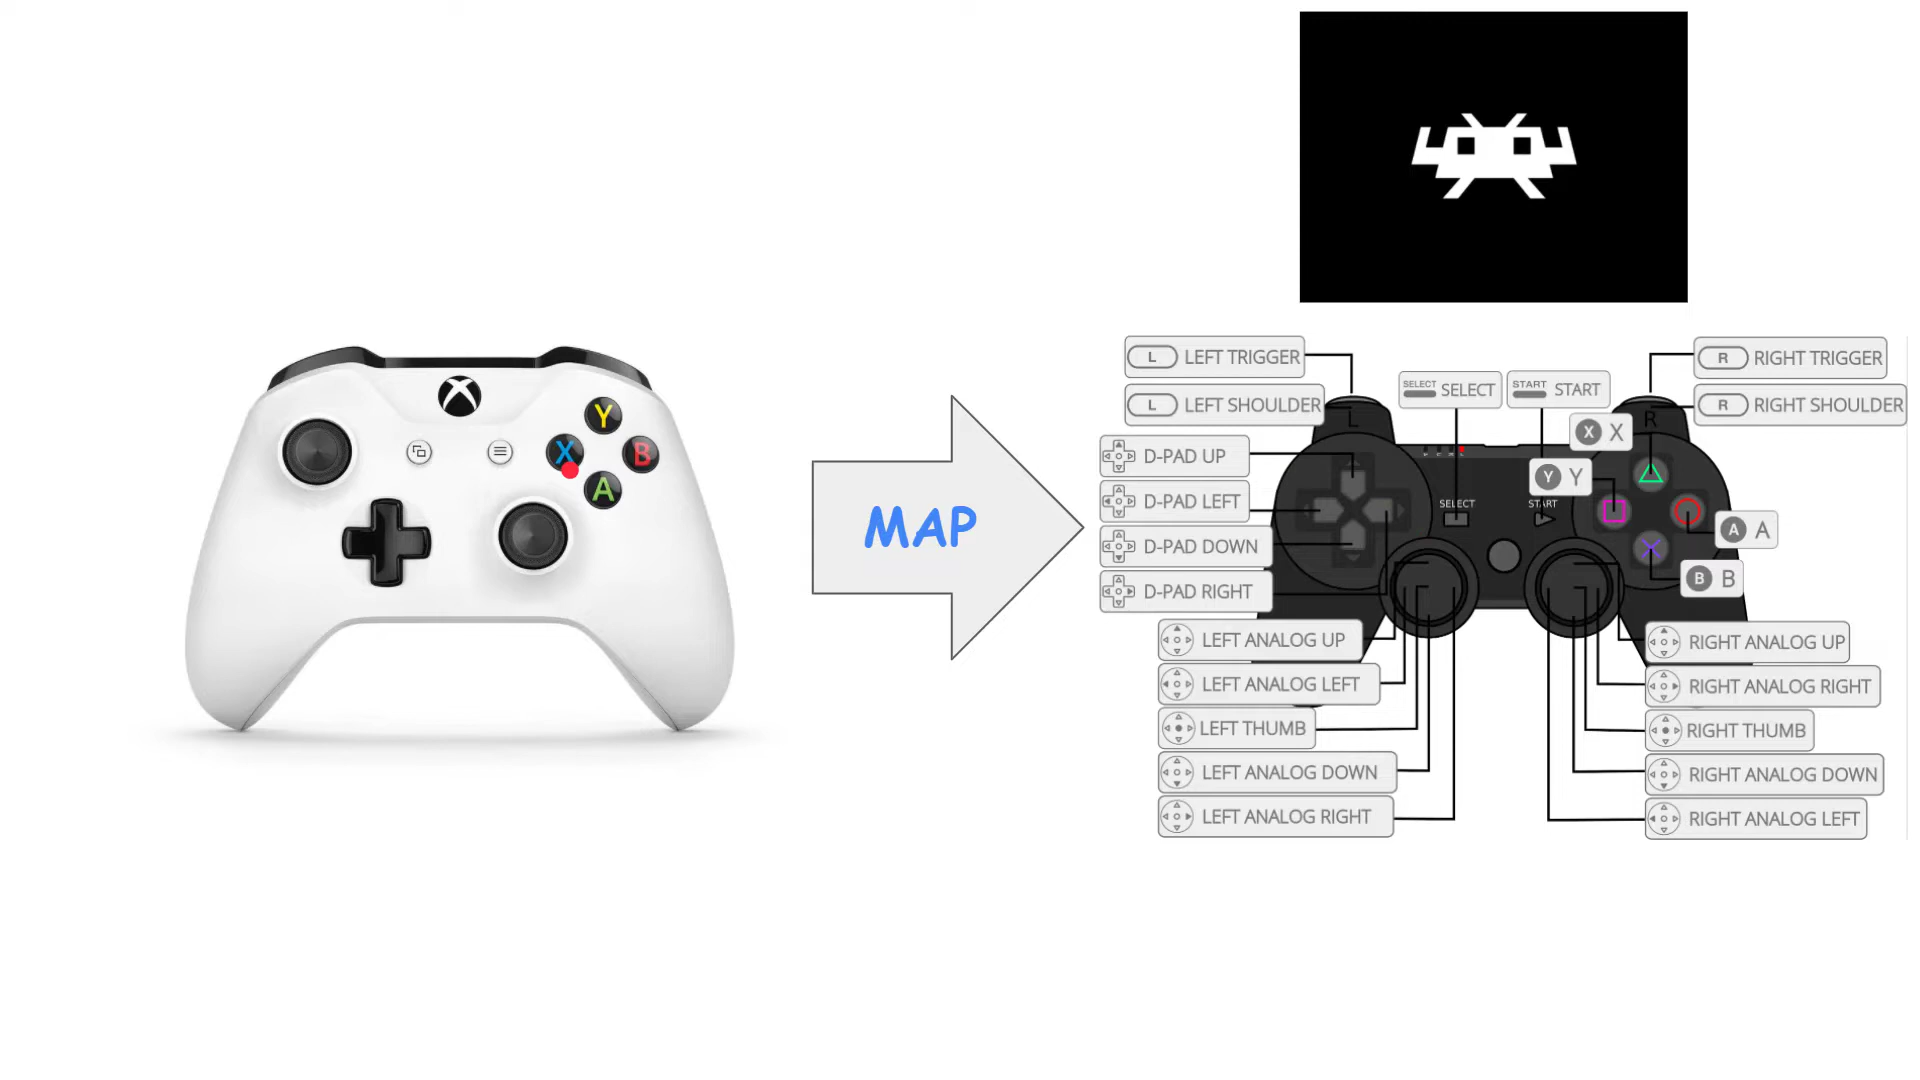 Y
X
B
A
MAP
L LEFT TRIGGER
L LEFT SHOULDER
D-PAD UP
D-PAD LEFT
D-PAD DOWN
D-PAD RIGHT
LEFT ANALOG UP
LEFT ANALOG LEFT
LEFT THUMB
LEFT ANALOG DOWN
LEFT ANALOG RIGHT
SELECT SELECT
START START
L
R
SELECT
START
R RIGHT TRIGGER
R RIGHT SHOULDER
X X
Y Y
A A
B B
RIGHT ANALOG UP
RIGHT ANALOG RIGHT
RIGHT THUMB
RIGHT ANALOG DOWN
RIGHT ANALOG LEFT